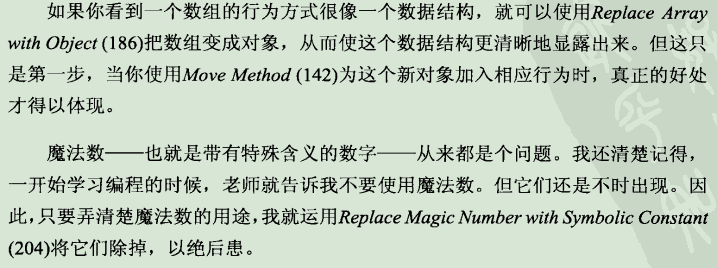 如果你看到一个数组的行为方式很像一个数据结构，就可以使用Replace Array
with Object (186)把数组变成对象，从而使这个数据结构更清晰地显露出来。但这只
是第一步，当你使用Move Method (142)为这个新对象加入相应行为时，真正的好处
才得以体现。
魔法数——也就是带有特殊含义的数字——从来都是个问题。我还清楚记得，
一开始学习编程的时候，老师就告诉我不要使用魔法数。但它们还是不时出现。因
此，只要弄清楚魔法数的用途，我就运用Replace Magic Number with Symbolic Constant
(204)将它们除掉，以绝后患。